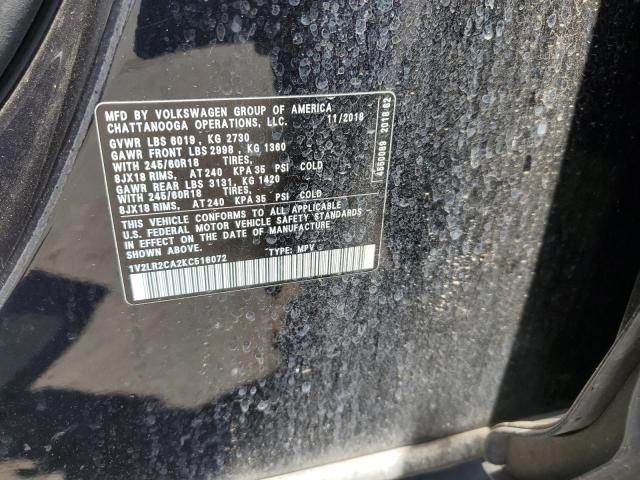 MFD BY VOLKSWAGEN GROUP OF AMERICA
CHATTANOOGA OPERATIONS, LLC. 11/2018
GVWR LBS 6019, KG 2730
GAWR FRONT LBS 2998, KG 1360
WITH 245/60R18 TIRES,
8JX18 RIMS, AT 240 KPA 35 PSI COLD
GAWR REAR LBS 3131, KG 1420
WITH 245/60R18 TIRES,
8JX18 RIMS, AT 240 KPA 35 PSI COLD
THIS VEHICLE CONFORMS TO ALL APPLICABLE
U.S. FEDERAL MOTOR VEHICLE SAFETY STANDARDS
IN EFFECT ON THE DATE OF MANUFACTURE
SHOWN ABOVE.
1V2LR2CA2KC516072 TYPE: MPV
2018-82